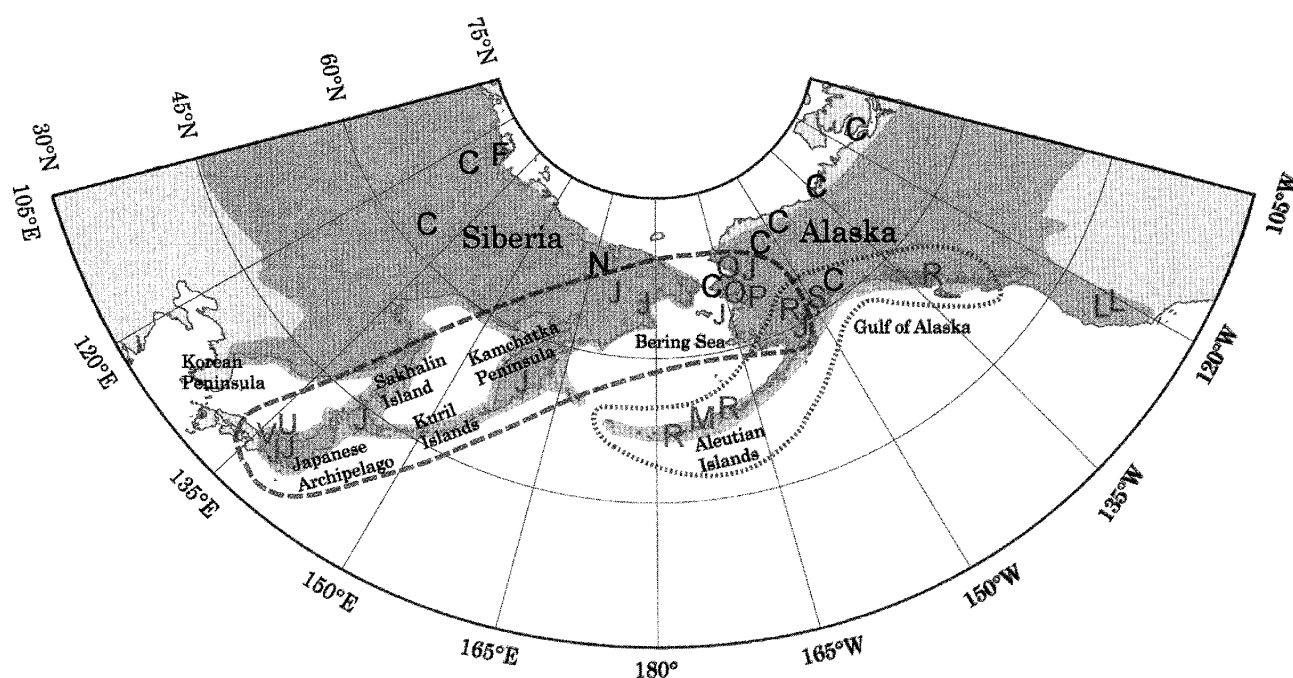 75°N
60°N
45°N
30°N
105°E
105°W
C
F
C
C
C
Siberia
Alaska
C
C
N
O
J
C
O
P
J
J
J
R
S
C
R
J
L
L
Gulf of Alaska
Bering Sea
120°E
120°W
Korean
Peninsula
Sakhalin
Island
Kamchatka
Peninsula
J
Kuril
Islands
J
U
V
U
Japanese
Archipelago
R
M
R
Aleutian
Islands
135°E
135°W
150°E
150°W
165°E
165°W
180°